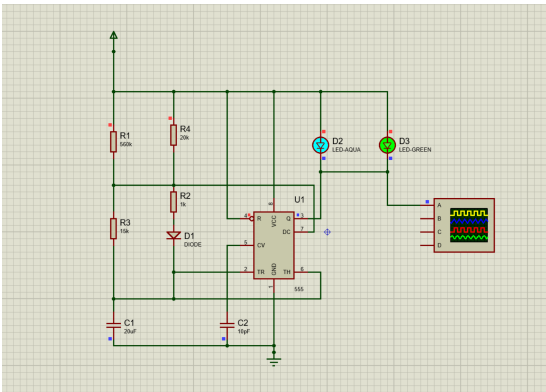 R1
560k
R4
20k
D2
LED-AQUA
D3
LED-GREEN
R2
1k
U1
R3
15k
D1
DIODE
4
R
VCC
8
Q
3
DC
7
5
CV
2
TR
GND
1
TH
6
555
A
B
C
D
C1
20uF
C2
10pF